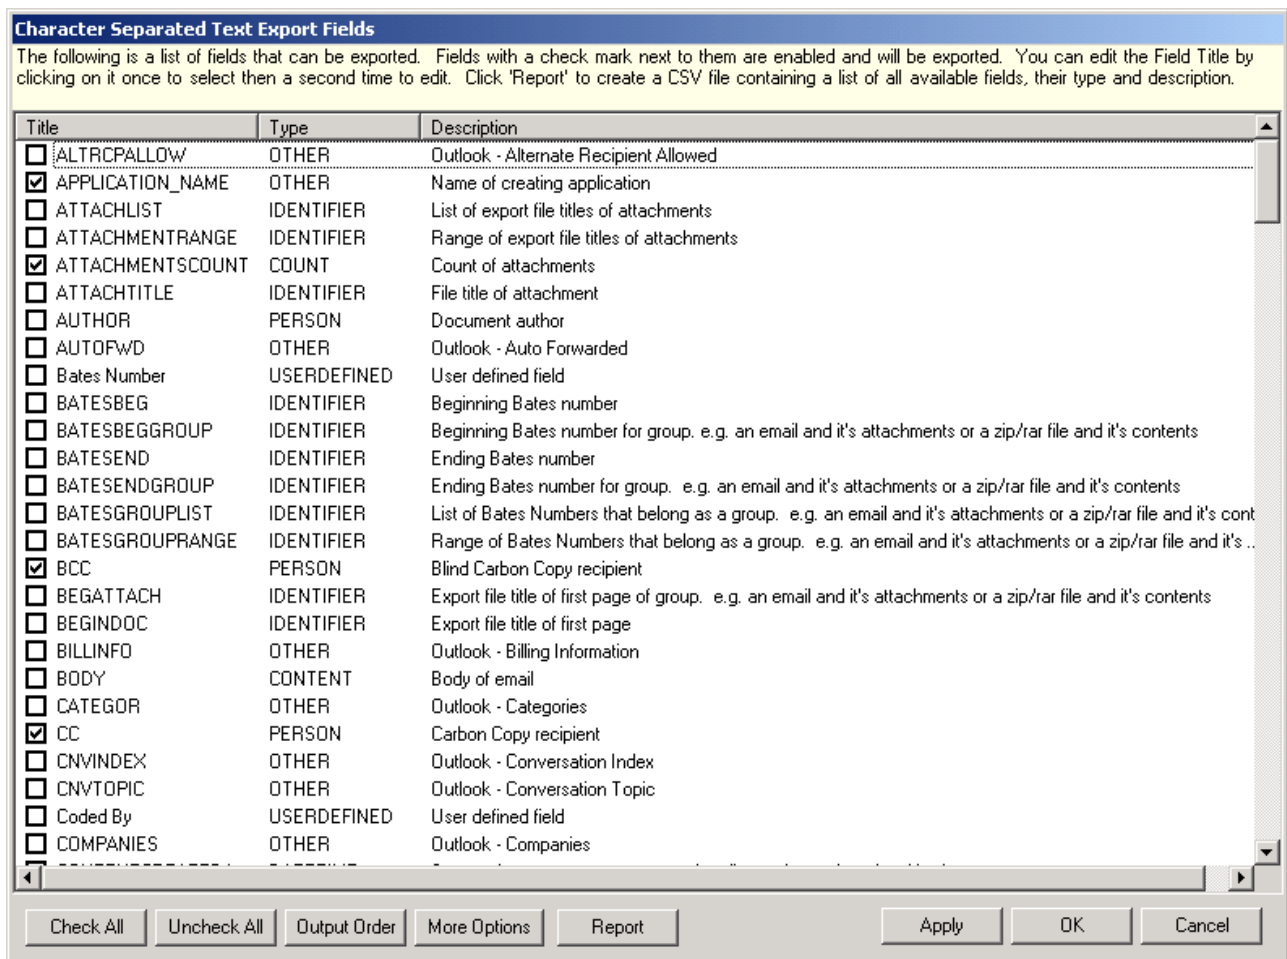 Character Separated Text Export Fields
The following is a list of fields that can be exported.  Fields with a check mark next to them are enabled and will be exported.  You can edit the Field Title by
clicking on it once to select then a second time to edit.  Click 'Report' to create a CSV file containing a list of all available fields, their type and description.
Title Type Description
ALTRCPALLOW OTHER Outlook - Alternate Recipient Allowed
APPLICATION_NAME OTHER Name of creating application
ATTACHLIST IDENTIFIER List of export file titles of attachments
ATTACHMENTRANGE IDENTIFIER Range of export file titles of attachments
ATTACHMENTSCOUNT COUNT Count of attachments
ATTACHTITLE IDENTIFIER File title of attachment
AUTHOR PERSON Document author
AUTOFWD OTHER Outlook - Auto Forwarded
Bates Number USERDEFINED User defined field
BATESBEG IDENTIFIER Beginning Bates number
BATESBEGGROUP IDENTIFIER Beginning Bates number for group. e.g. an email and it's attachments or a zip/rar file and it's contents
BATESEND IDENTIFIER Ending Bates number
BATESENDGROUP IDENTIFIER Ending Bates number for group.  e.g. an email and it's attachments or a zip/rar file and it's contents
BATESGROUPLIST IDENTIFIER List of Bates Numbers that belong as a group.  e.g. an email and it's attachments or a zip/rar file and it's cont
BATESGROUPRANGE IDENTIFIER Range of Bates Numbers that belong as a group.  e.g. an email and it's attachments or a zip/rar file and it's ..
BCC PERSON Blind Carbon Copy recipient
BEGATTACH IDENTIFIER Export file title of first page of group.  e.g. an email and it's attachments or a zip/rar file and it's contents
BEGINDOC IDENTIFIER Export file title of first page
BILLINFO OTHER Outlook - Billing Information
BODY CONTENT Body of email
CATEGOR OTHER Outlook - Categories
CC PERSON Carbon Copy recipient
CNVINDEX OTHER Outlook - Conversation Index
CNVTOPIC OTHER Outlook - Conversation Topic
Coded By USERDEFINED User defined field
COMPANIES OTHER Outlook - Companies
Check All Uncheck All Output Order More Options Report Apply OK Cancel